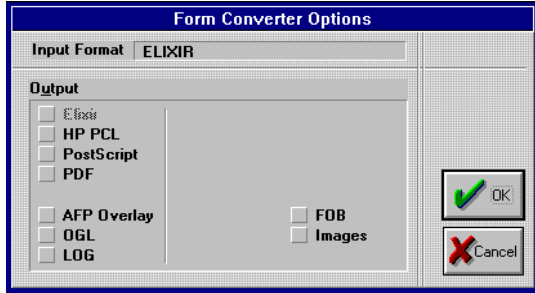 Form Converter Options
Input Format ELIXIR
Output
Elixir
HP PCL
PostScript
PDF
AFP Overlay
FOB
OGL
Images
LOG
OK
Cancel